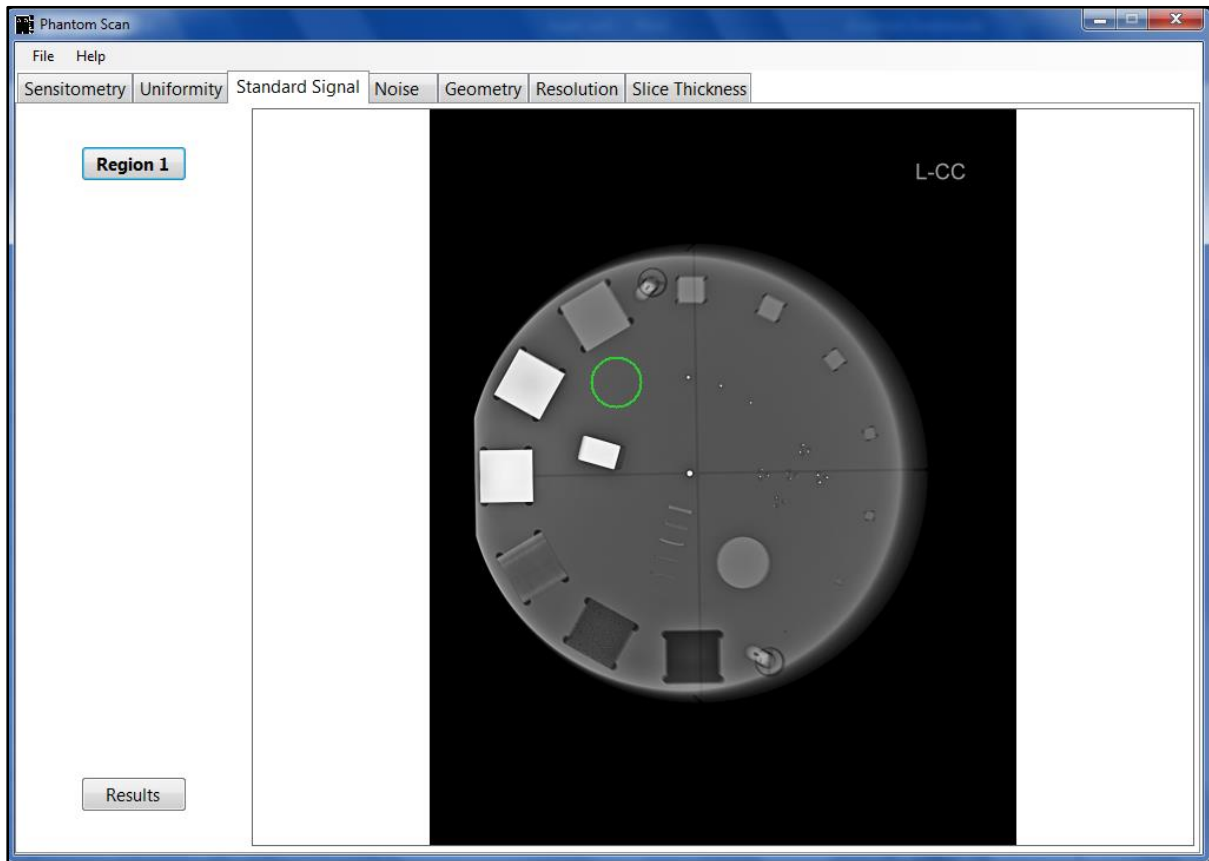 Phantom Scan
File Help
Sensitometry Uniformity Standard Signal Noise Geometry Resolution Slice Thickness
Region 1
L-CC
Results